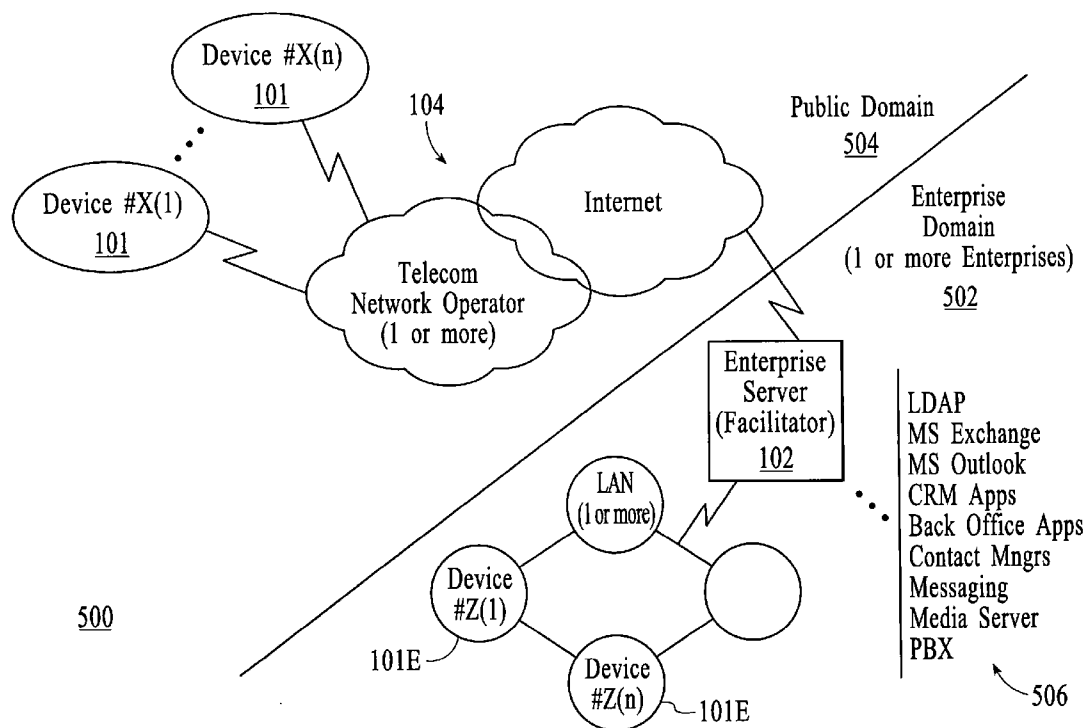 Device #X(n)
101
104
Public Domain
504
Device #X(1)
101
Internet
Enterprise
Domain
(1 or more Enterprises)
502
Telecom
Network Operator
(1 or more)
Enterprise
Server
(Facilitator)
102
LDAP
MS Exchange
MS Outlook
CRM Apps
Back Office Apps
Contact Mngrs
Messaging
Media Server
PBX
506
LAN
(1 or more)
Device
#Z(1)
101E
Device
#Z(n)
101E
500